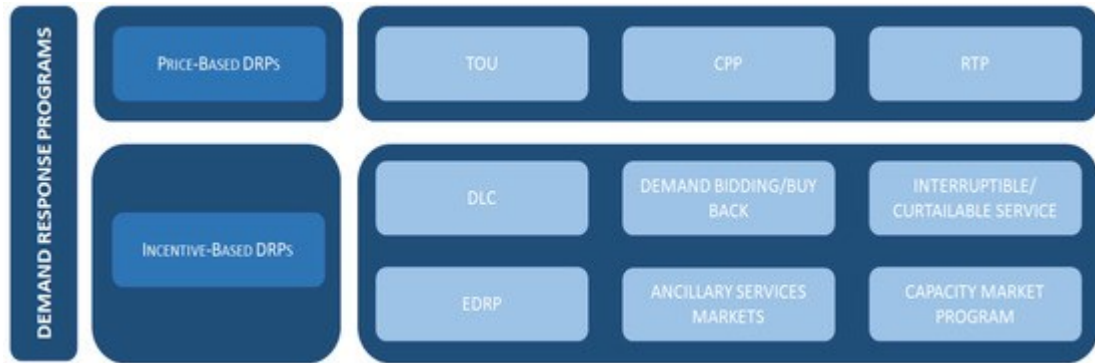 DEMAND RESPONSE PROGRAMS
PRICE-BASED DRPS
TOU
CPP
RTP
INCENTIVE-BASED DRPS
DLC
DEMAND BIDDING/BUY
BACK
INTERRUPTIBLE/
CURTAILABLE SERVICE
EDRP
ANCILLARY SERVICES
MARKETS
CAPACITY MARKET
PROGRAM